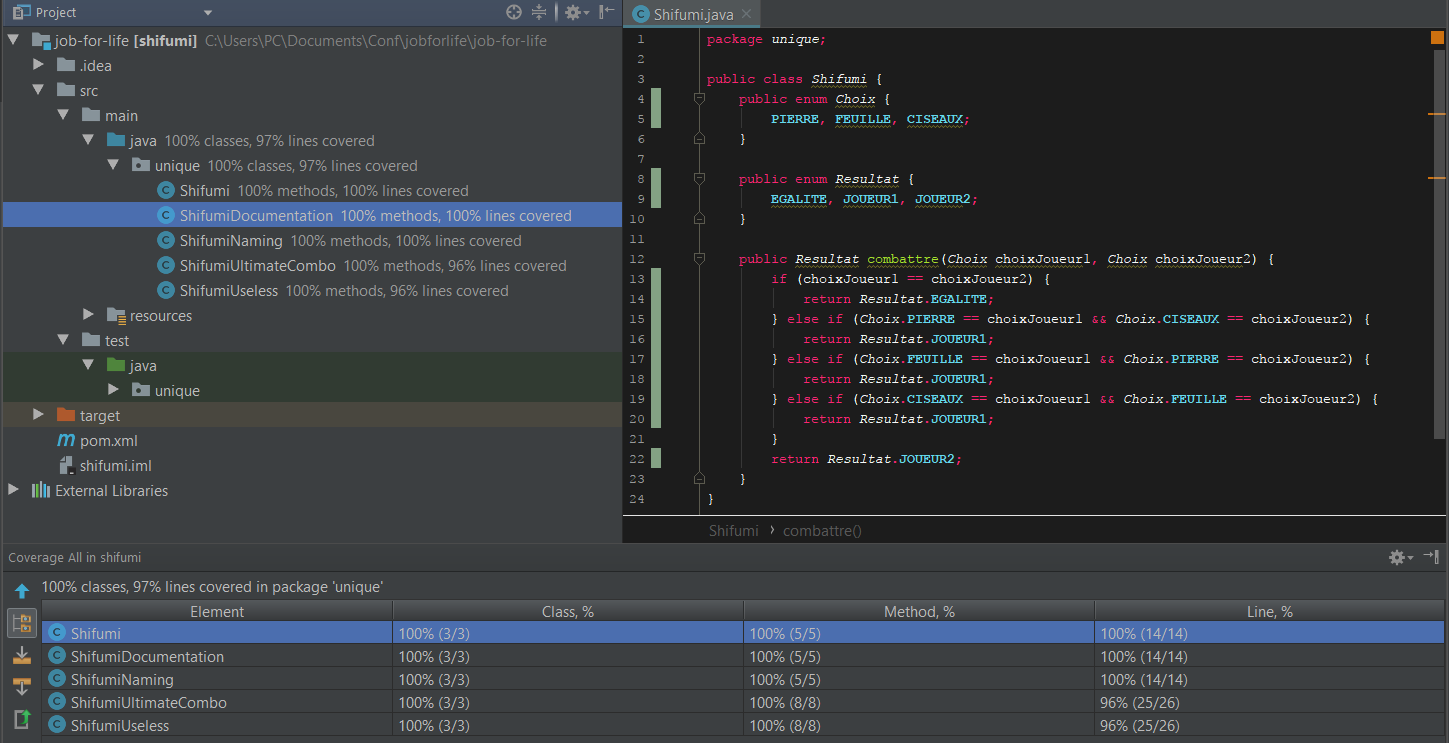 Project
job-for-life [shifumi] C:\Users\PC\Documents\Conf\jobforlife\job-for-life
.idea
src
main
java 100% classes, 97% lines covered
unique 100% classes, 97% lines covered
Shifumi 100% methods, 100% lines covered
ShifumiDocumentation 100% methods, 100% lines covered
ShifumiNaming 100% methods, 100% lines covered
ShifumiUltimateCombo 100% methods, 96% lines covered
ShifumiUseless 100% methods, 96% lines covered
resources
test
java
unique
target
pom.xml
shifumi.iml
External Libraries
Shifumi.java
1 package unique;
2
3 public class Shifumi {
4 public enum Choix {
5 PIERRE, FEUILLE, CISEAUX;
6 }
7
8 public enum Resultat {
9 EGALITE, JOUEUR1, JOUEUR2;
10 }
11
12 public Resultat combattre(Choix choixJoueur1, Choix choixJoueur2) {
13 if (choixJoueur1 == choixJoueur2) {
14 return Resultat.EGALITE;
15 } else if (Choix.PIERRE == choixJoueur1 && Choix.CISEAUX == choixJoueur2) {
16 return Resultat.JOUEUR1;
17 } else if (Choix.FEUILLE == choixJoueur1 && Choix.PIERRE == choixJoueur2) {
18 return Resultat.JOUEUR1;
19 } else if (Choix.CISEAUX == choixJoueur1 && Choix.FEUILLE == choixJoueur2) {
20 return Resultat.JOUEUR1;
21 }
22 return Resultat.JOUEUR2;
23 }
24 }
Shifumi › combattre()
Coverage All in shifumi
100% classes, 97% lines covered in package 'unique'
Element Class, % Method, % Line, %
Shifumi 100% (3/3) 100% (5/5) 100% (14/14)
ShifumiDocumentation 100% (3/3) 100% (5/5) 100% (14/14)
ShifumiNaming 100% (3/3) 100% (5/5) 100% (14/14)
ShifumiUltimateCombo 100% (3/3) 100% (8/8) 96% (25/26)
ShifumiUseless 100% (3/3) 100% (8/8) 96% (25/26)